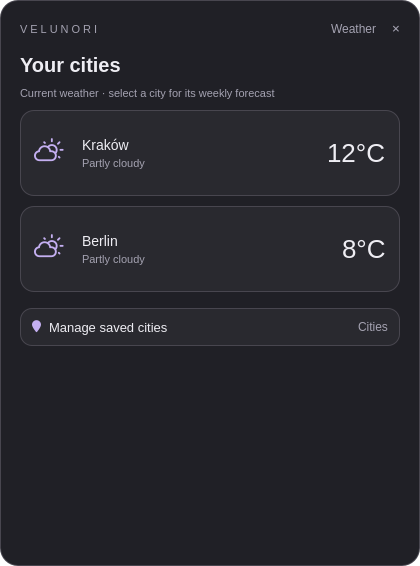 VELUNORI
Weather ×
Your cities
Current weather · select a city for its weekly forecast
Kraków
Partly cloudy
12°C
Berlin
Partly cloudy
8°C
Manage saved cities
Cities